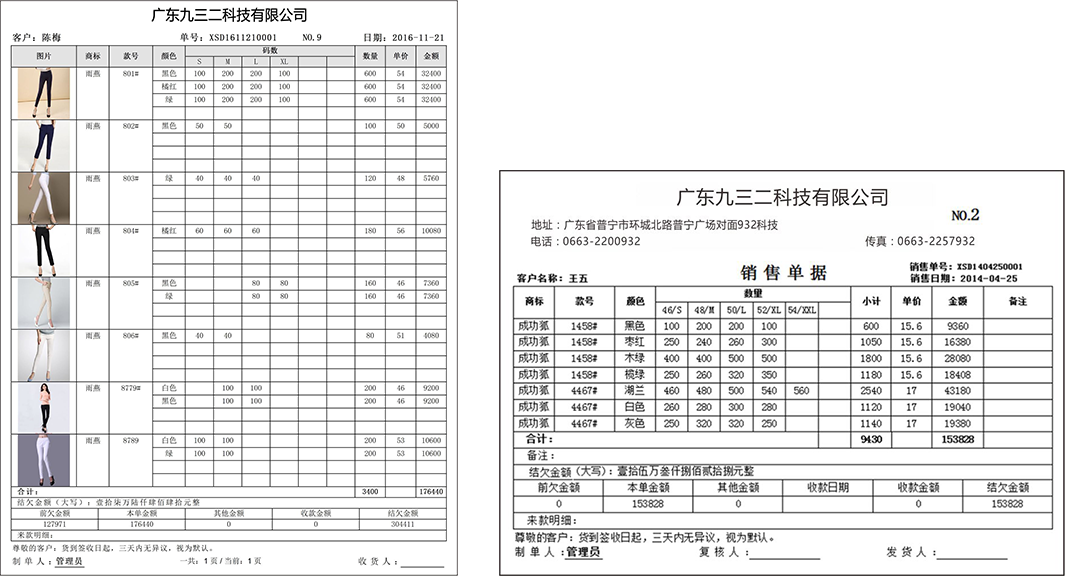 广东九三二科技有限公司
客户：陈梅 单号：XSD1611210001 NO.9 日期：2016-11-21
图片 商标 款号 颜色 码数 数量 单价 金额
S M L XL
雨燕 801# 黑色 100 200 200 100 600 54 32400
橘红 100 200 200 100 600 54 32400
绿 100 200 200 100 600 54 32400
雨燕 802# 黑色 50 50 100 50 5000
雨燕 803# 绿 40 40 40 120 48 5760
雨燕 804# 橘红 60 60 60 180 56 10080
雨燕 805# 黑色 80 80 160 46 7360
绿 80 80 160 46 7360
雨燕 806# 黑色 40 40 80 51 4080
雨燕 8779# 白色 100 100 200 46 9200
黑色 100 100 200 46 9200
雨燕 8789 白色 100 100 200 53 10600
绿 100 100 200 53 10600
合计： 3400 176440
结欠金额（大写）：壹拾柒万陆仟肆佰肆拾元整
前欠金额 本单金额 其他金额 收款金额 结欠金额
127971 176440 0 0 304411
来款明细：
尊敬的客户：货到签收日起，三天内无异议，视为默认。
制单人：管理员 一共：1页/当前：1页 收货人：
广东九三二科技有限公司
NO.2
地址：广东省普宁市环城北路普宁广场对面932科技
电话：0663-2200932 传真：0663-2257932
销售单据
销售单号：XSD1404250001
客户名称：王五 销售日期：2014-04-25
商标 款号 颜色 数量 小计 单价 金额 备注
46/S 48/M 50/L 52/XL 54/XXL
成功狐 1458# 黑色 100 200 200 100 600 15.6 9360
成功狐 1458# 枣红 250 240 260 300 1050 15.6 16380
成功狐 1458# 木绿 400 400 500 500 1800 15.6 28080
成功狐 1458# 榄绿 250 260 320 350 1180 15.6 18408
成功狐 4467# 湖兰 460 480 500 540 560 2540 17 43180
成功狐 4467# 白色 260 280 300 280 1120 17 19040
成功狐 4467# 灰色 250 320 320 250 1140 17 19380
合计： 9430 153828
备注：
结欠金额（大写）：壹拾伍万叁仟捌佰贰拾捌元整
前欠金额 本单金额 其他金额 收款日期 收款金额 结欠金额
0 153828 0 0 153828
来款明细：
尊敬的客户：货到签收日起，三天内无异议，视为默认。
制单人：管理员 复核人： 发货人：